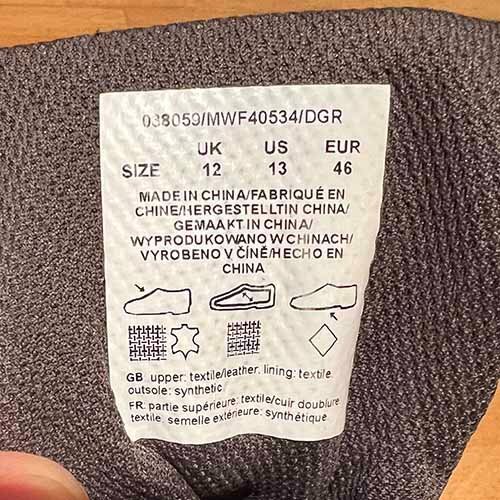 038059/MWF40534/DGR
UK US EUR
SIZE 12 13 46
MADE IN CHINA/FABRIQUÉ EN
CHINE/HERGESTELLT IN CHINA/
GEMAAKT IN CHINA/
WYPRODUKOWANO W CHINACH/
VYROBENO V ČÍNĚ/HECHO EN
CHINA
GB: upper: textile/leather. lining: textile.
outsole: synthetic
FR: partie supérieure: textile/cuir doublure
textile. semelle extérieure: synthétique.